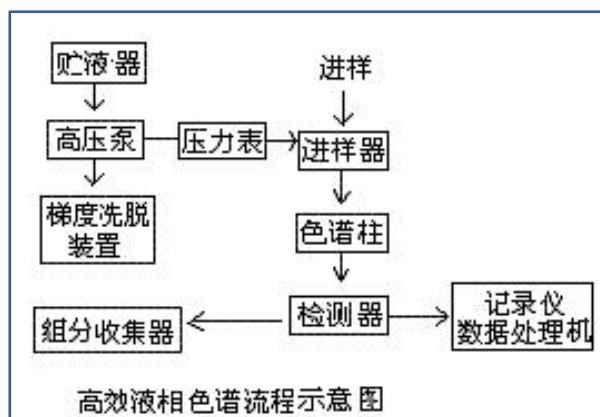 贮液器
进样
高压泵
压力表
进样器
梯度洗脱
装置
色谱柱
组分收集器
检测器
记录仪
数据处理机
高效液相色谱流程示意图